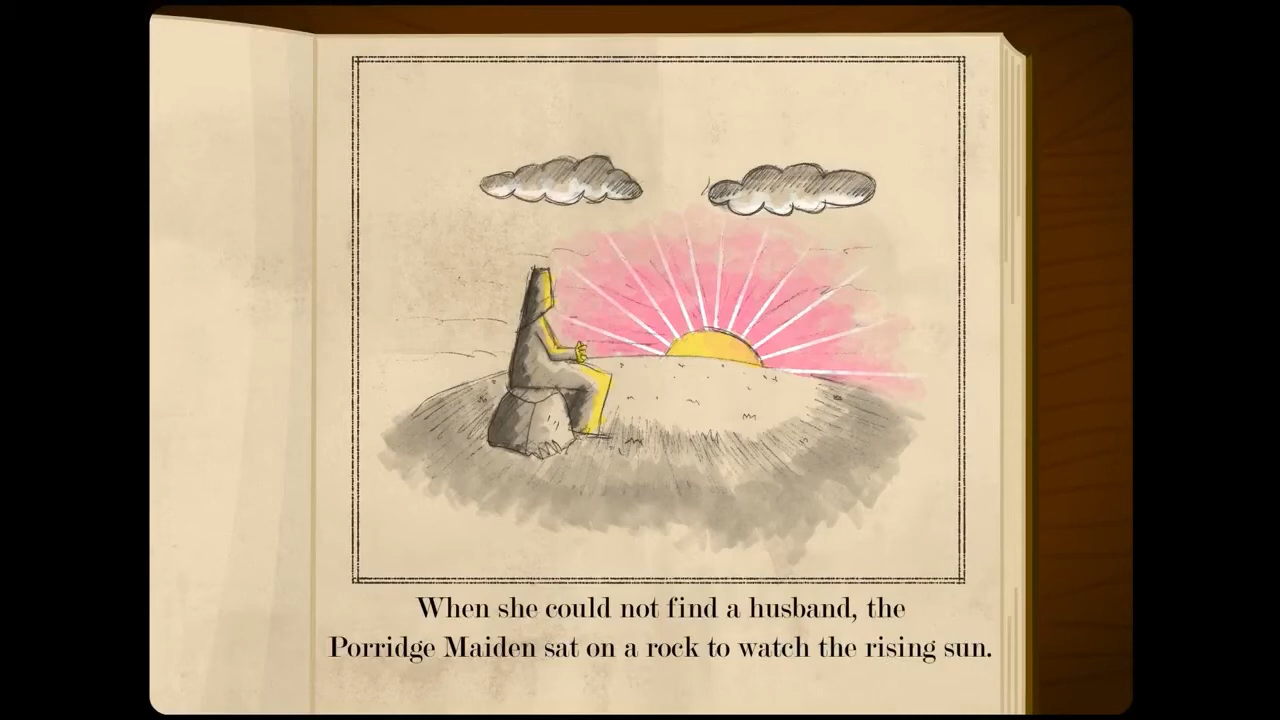 When she could not find a husband, the
Porridge Maiden sat on a rock to watch the rising sun.